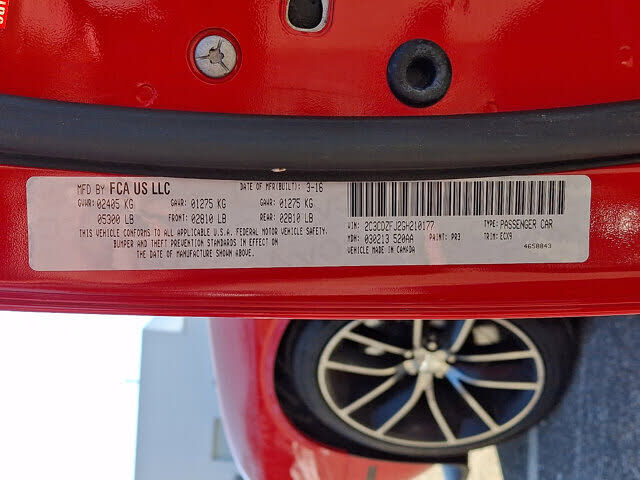 MFD BY FCA US LLC DATE OF MFR(BUILT): 3-16
GVWR: 02405 KG GAWR: 01275 KG GAWR: 01275 KG
05300 LB FRONT: 02810 LB REAR: 02810 LB
THIS VEHICLE CONFORMS TO ALL APPLICABLE U.S.A. FEDERAL MOTOR VEHICLE SAFETY,
BUMPER AND THEFT PREVENTION STANDARDS IN EFFECT ON
THE DATE OF MANUFACTURE SHOWN ABOVE.
VIN: 2C3CDZFJ2GH210177 TYPE: PASSENGER CAR
MDH: 030213 520AA PAINT: PR3 TRIM: ECX9
VEHICLE MADE IN CANADA 4658843